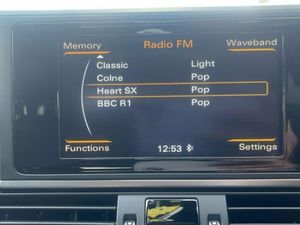 Memory Radio FM Waveband
Classic Light
Colne Pop
Heart SX Pop
BBC R1 Pop
Functions 12:53 Settings